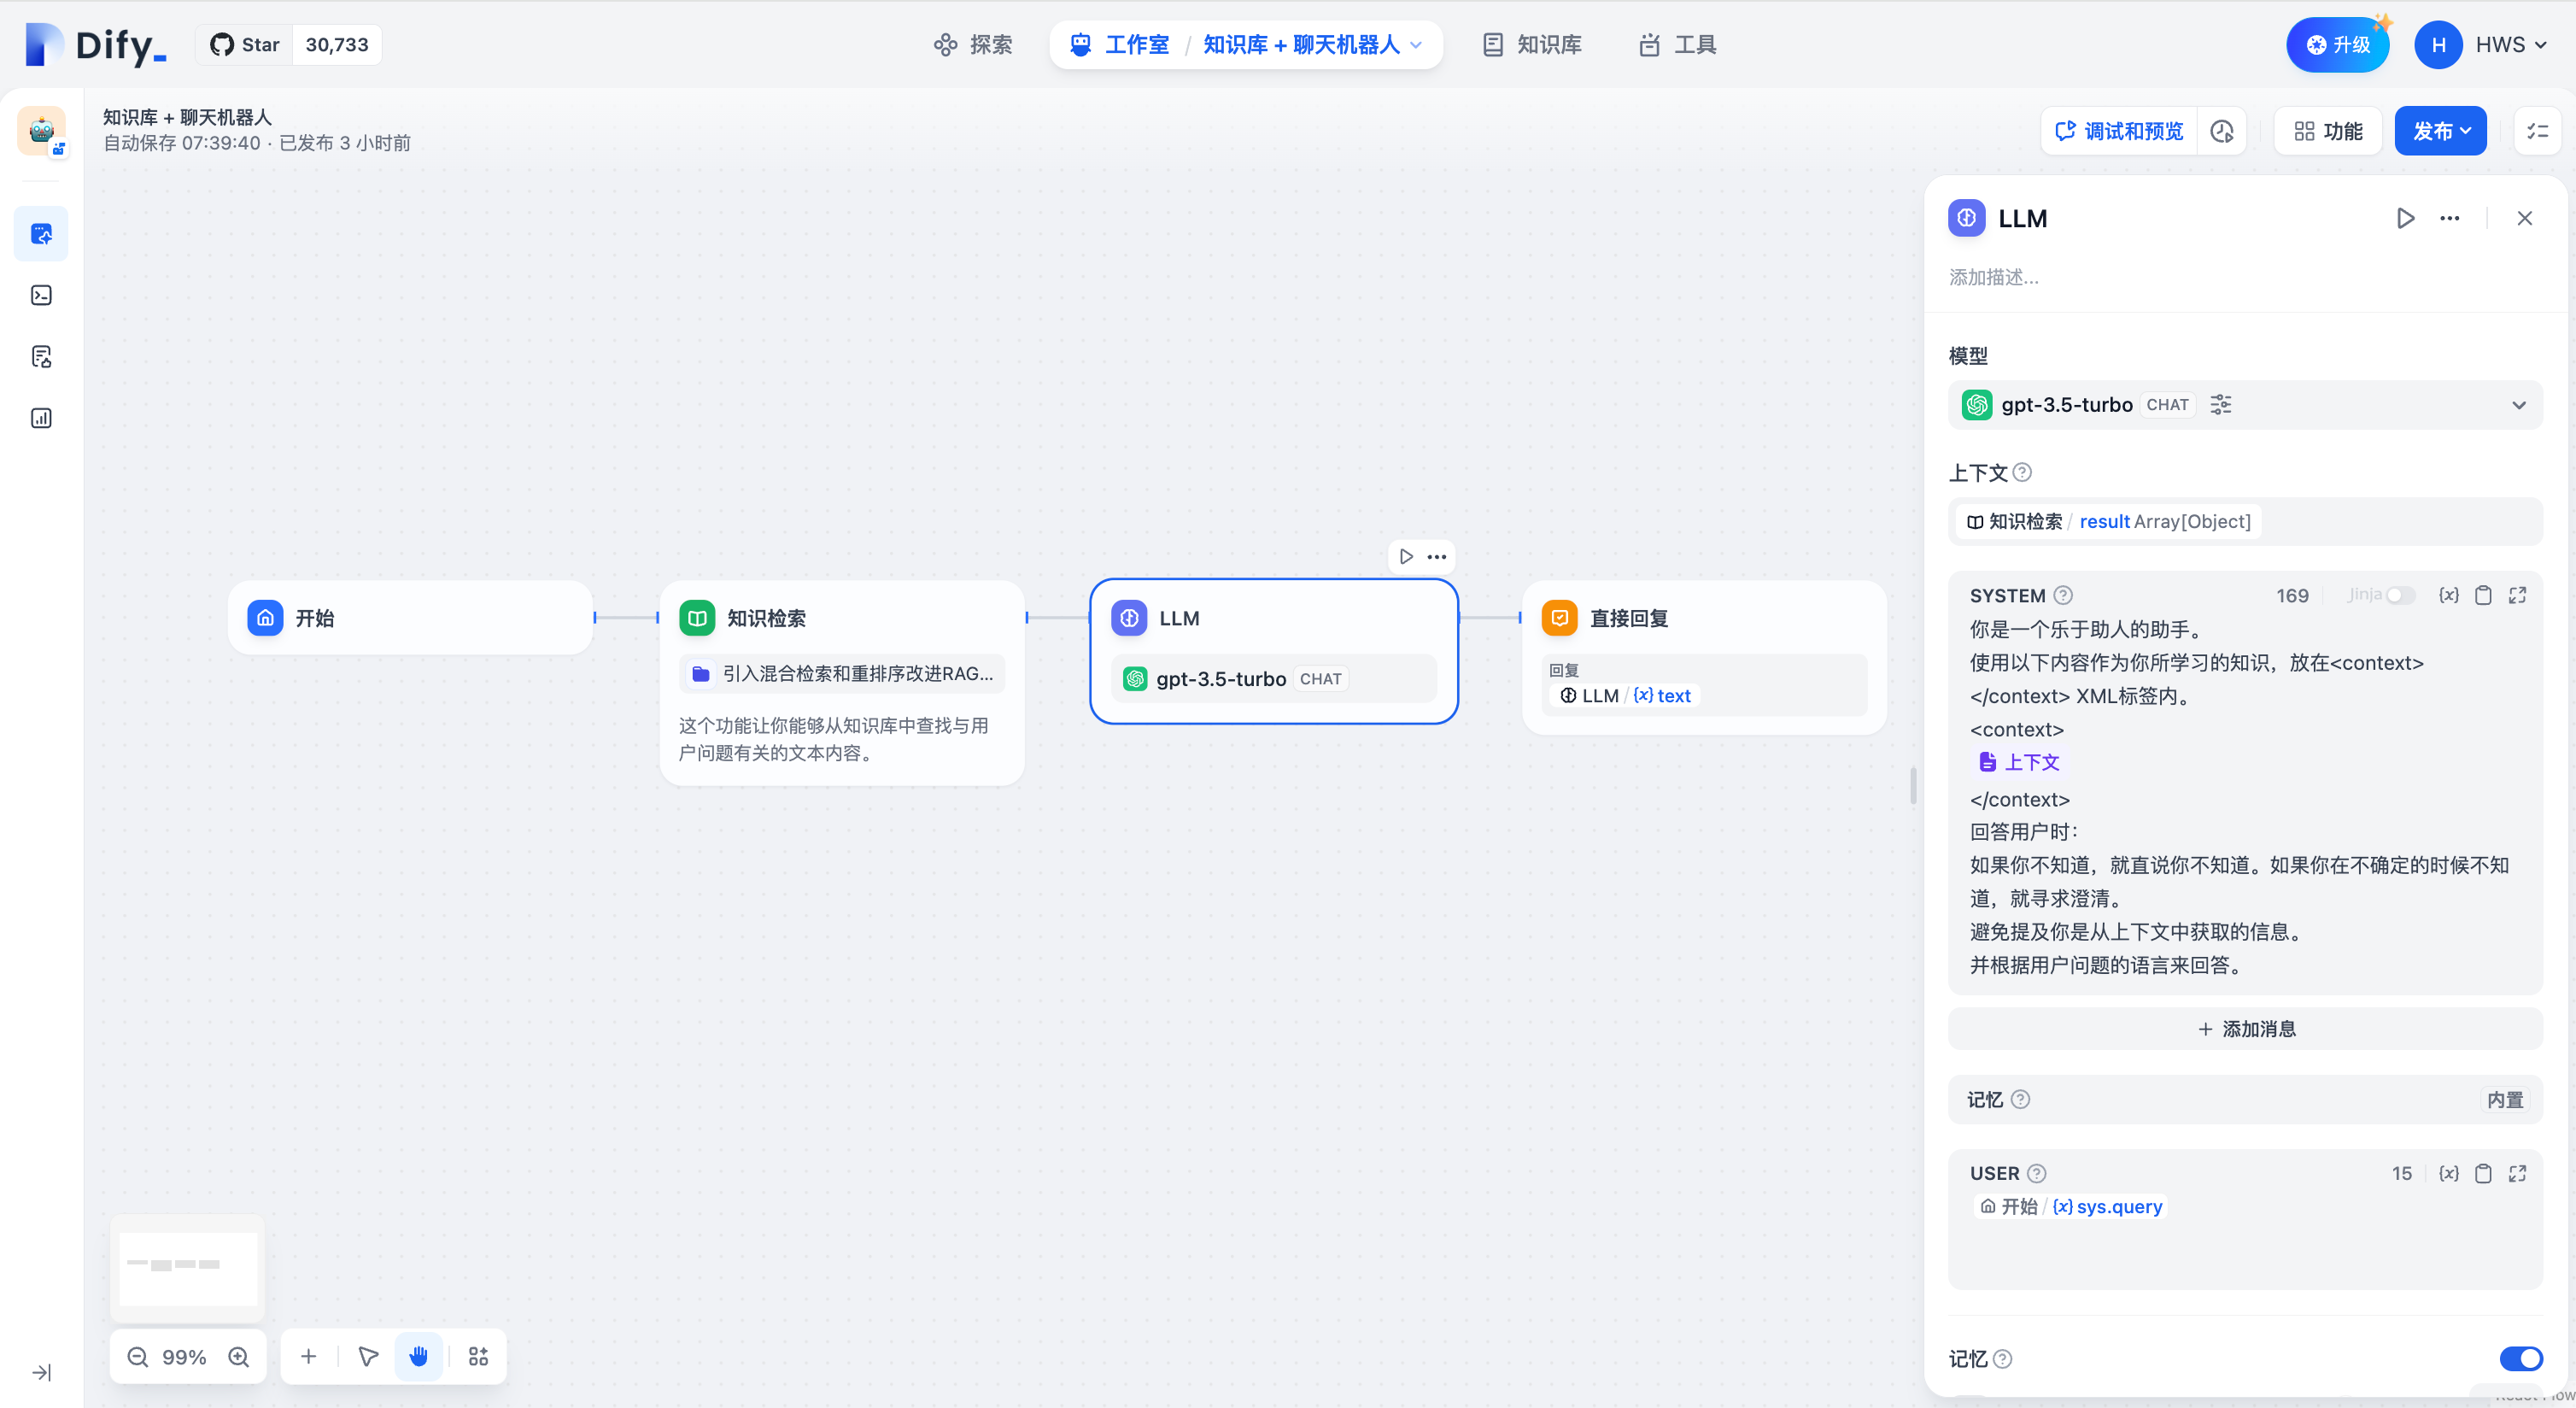 Dify_
Star 30,733
探索
工作室 / 知识库 + 聊天机器人
知识库
工具
升级
H HWS
知识库 + 聊天机器人
自动保存 07:39:40 · 已发布 3 小时前
调试和预览
功能
发布
开始
知识检索
引入混合检索和重排序改进RAG...
这个功能让你能够从知识库中查找与用
户问题有关的文本内容。
LLM
gpt-3.5-turbo CHAT
直接回复
回复
LLM / {x} text
99%
LLM
添加描述...
模型
gpt-3.5-turbo CHAT
上下文
知识检索 / result Array[Object]
SYSTEM 169 Jinja {x}
你是一个乐于助人的助手。
使用以下内容作为你所学习的知识，放在<context>
</context> XML标签内。
<context>
上下文
</context>
回答用户时：
如果你不知道，就直说你不知道。如果你在不确定的时候不知
道，就寻求澄清。
避免提及你是从上下文中获取的信息。
并根据用户问题的语言来回答。
+ 添加消息
记忆 内置
USER 15 {x}
开始 / {x} sys.query
记忆